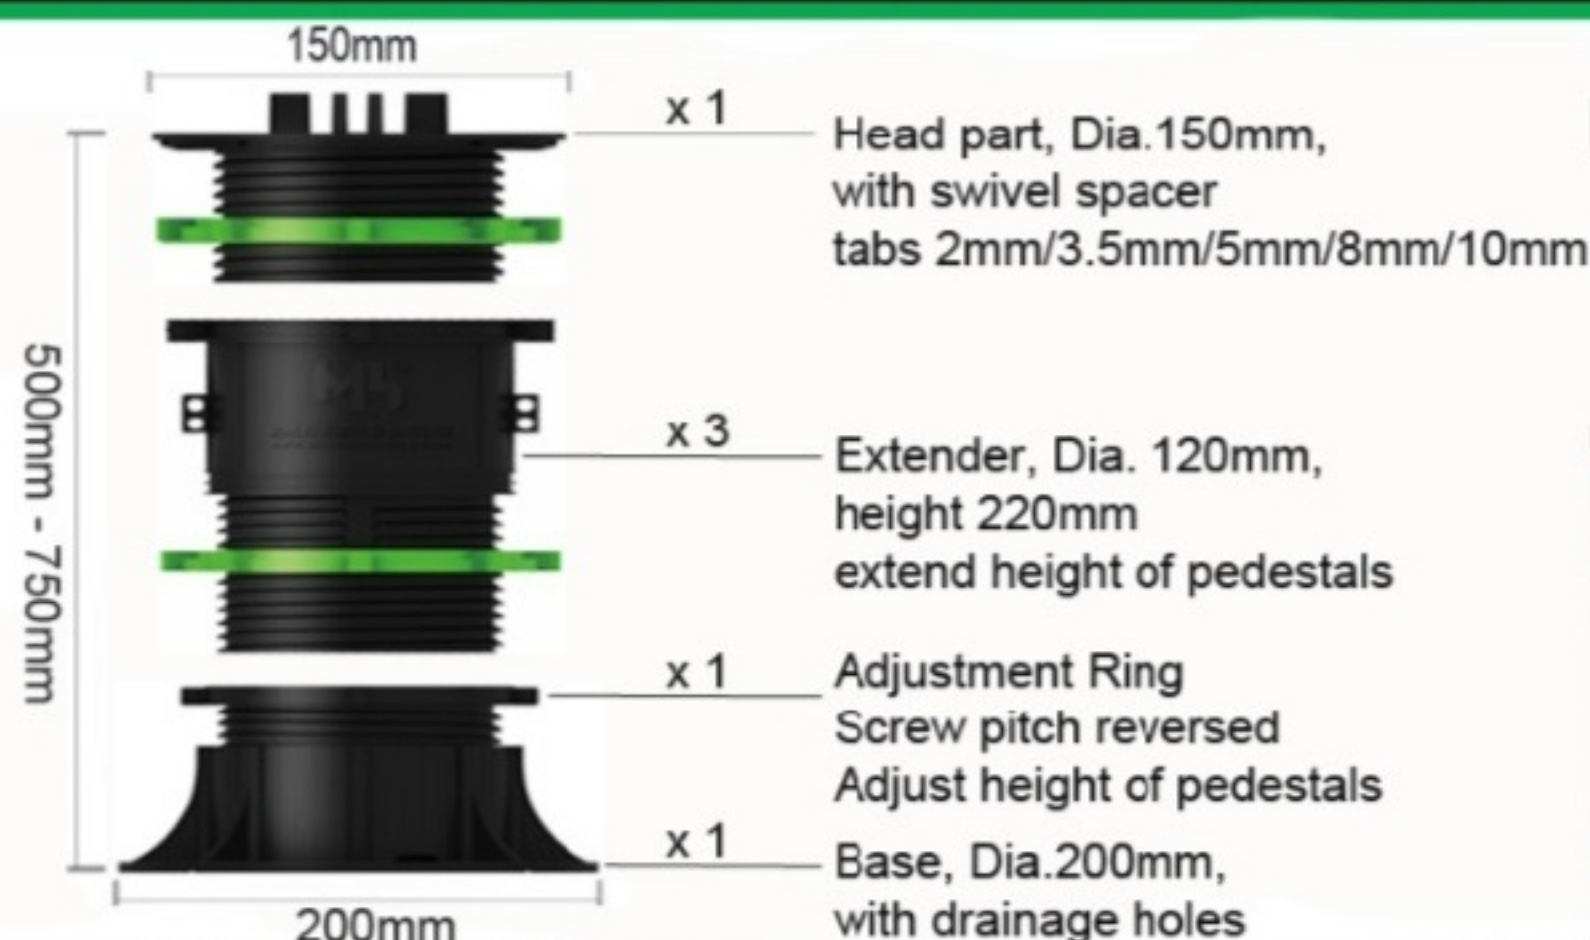 150mm
x 1
Head part, Dia.150mm,
with swivel spacer
tabs 2mm/3.5mm/5mm/8mm/10mm
500mm - 750mm
x 3
Extender, Dia. 120mm,
height 220mm
extend height of pedestals
x 1
Adjustment Ring
Screw pitch reversed
Adjust height of pedestals
x 1
Base, Dia.200mm,
with drainage holes
200mm